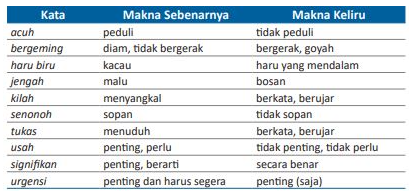 Kata Makna Sebenarnya Makna Keliru
acuh peduli tidak peduli
bergeming diam, tidak bergerak bergerak, goyah
haru biru kacau haru yang mendalam
jengah malu bosan
kilah menyangkal berkata, berujar
senonoh sopan tidak sopan
tukas menuduh berkata, berujar
usah penting, perlu tidak penting, tidak perlu
signifikan penting, berarti secara benar
urgensi penting dan harus segera penting (saja)